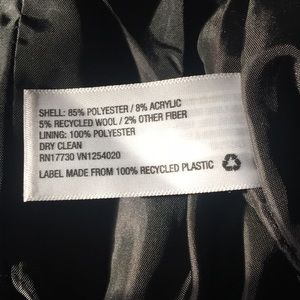 SHELL: 85% POLYESTER / 8% ACRYLIC
5% RECYCLED WOOL / 2% OTHER FIBER
LINING: 100% POLYESTER
DRY CLEAN
RN17730 VN1254020
LABEL MADE FROM 100% RECYCLED PLASTIC